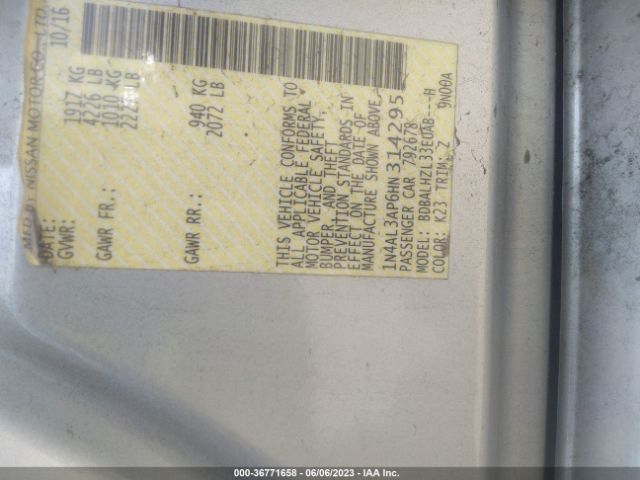 MFD BY NISSAN MOTOR CO., LTD.
DATE: 10/16
GVWR: 1917 KG
4226 LB
GAWR FR.: 1010 KG
LB
GAWR RR.: 940 KG
2072 LB
THIS VEHICLE CONFORMS TO
ALL APPLICABLE FEDERAL
MOTOR VEHICLE SAFETY,
BUMPER AND THEFT
PREVENTION STANDARDS IN
EFFECT ON THE DATE OF
MANUFACTURE SHOWN ABOVE
1N4AL3AP6HN314295
PASSENGER CAR 792678
MODEL: BDBALHZL33EUAB---H
COLOR: K23 TRIM: Z 9N00A
000-36771658 - 06/06/2023 - IAA Inc.